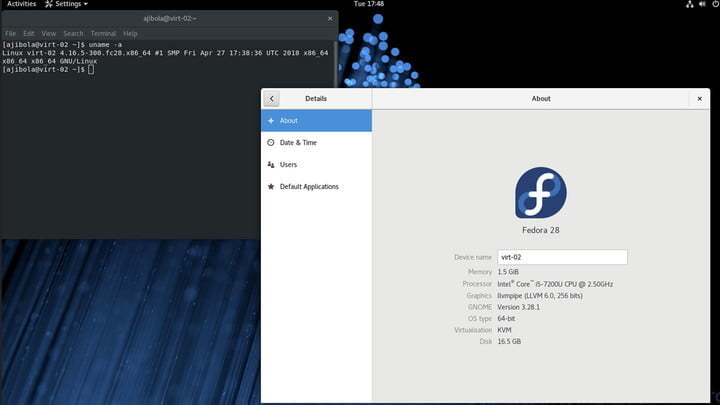 Activities
Settings
Tue 17:48
ajibola@virt-02:~
File Edit View Search Terminal Help
[ajibola@virt-02 ~]$ uname -a
Linux virt-02 4.16.5-300.fc28.x86_64 #1 SMP Fri Apr 27 17:38:36 UTC 2018 x86_64
x86_64 x86_64 GNU/Linux
[ajibola@virt-02 ~]$
Details
About
About
Date & Time
Users
Default Applications
Fedora 28
Device name virt-02
Memory 1.5 GiB
Processor Intel® Core™ i5-7200U CPU @ 2.50GHz
Graphics llvmpipe (LLVM 6.0, 256 bits)
GNOME Version 3.28.1
OS type 64-bit
Virtualisation KVM
Disk 16.5 GB